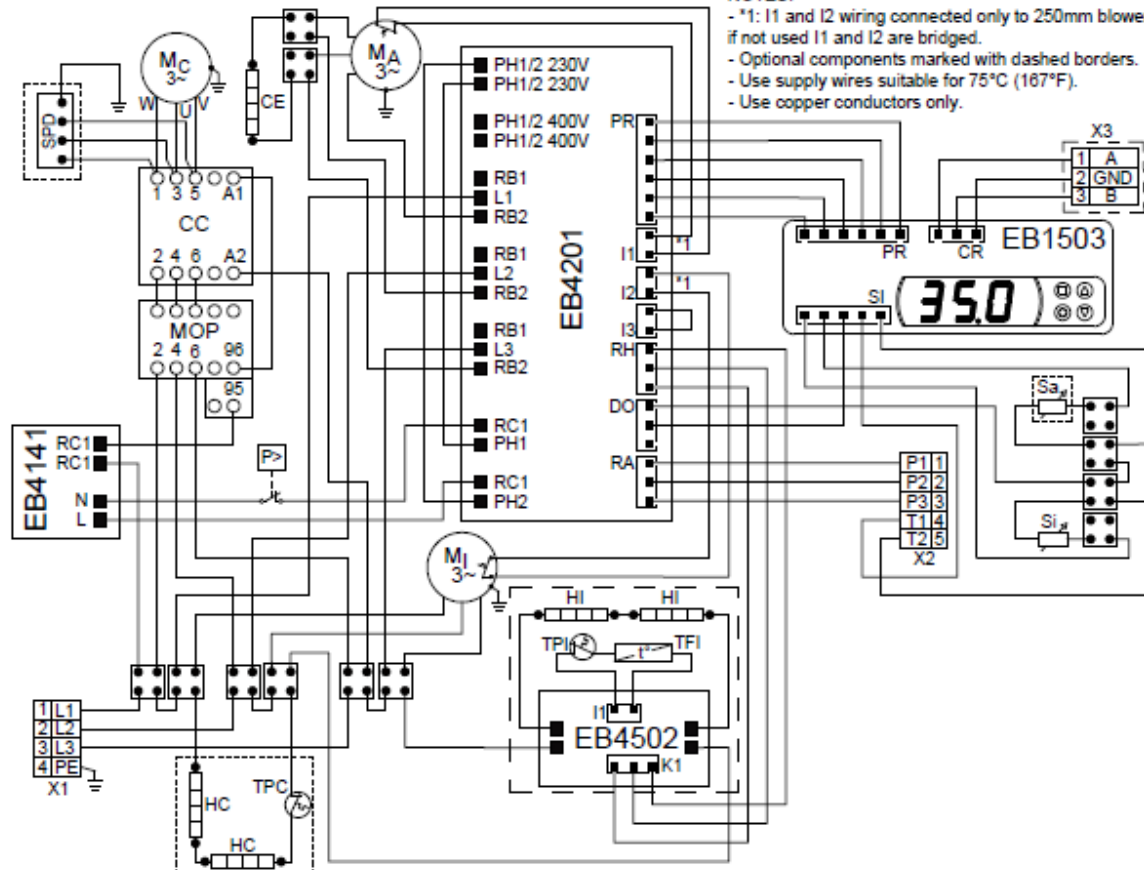 - *1: I1 and I2 wiring connected only to 250mm blowe
if not used I1 and I2 are bridged.
- Optional components marked with dashed borders.
- Use supply wires suitable for 75°C (167°F).
- Use copper conductors only.
MC
3~
W U V
SPD
CE
MA
3~
1 3 5 A1
CC
2 4 6 A2
MOP
2 4 6 96
95
EB4141
RC1
RC1
N
L
P>
EB4201
PH1/2 230V
PH1/2 230V
PH1/2 400V
PH1/2 400V
RB1
L1
RB2
RB1
L2
RB2
RB1
L3
RB2
RC1
PH1
RC1
PH2
PR
I1
*1
I2
*1
I3
RH
DO
RA
X3
1 A
2 GND
3 B
EB1503
PR CR
SI
35.0
Sa
Si
P1 1
P2 2
P3 3
T1 4
T2 5
X2
MI
3~
HI HI
TPI t° TFI
I1
EB4502
K1
1 L1
2 L2
3 L3
4 PE
X1
HC
TPC
HC